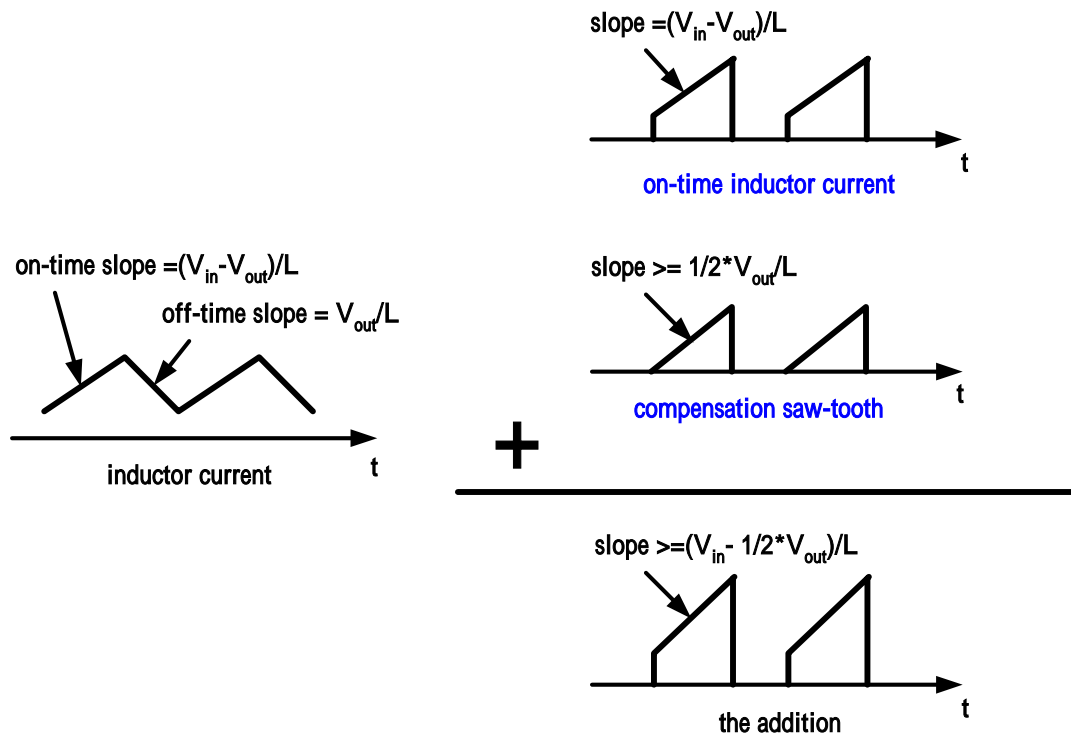 slope =(Vin-Vout)/L
t
on-time inductor current
on-time slope =(Vin-Vout)/L
off-time slope = Vout/L
t
inductor current
slope >= 1/2*Vout/L
t
compensation saw-tooth
+
slope >=(Vin- 1/2*Vout)/L
t
the addition